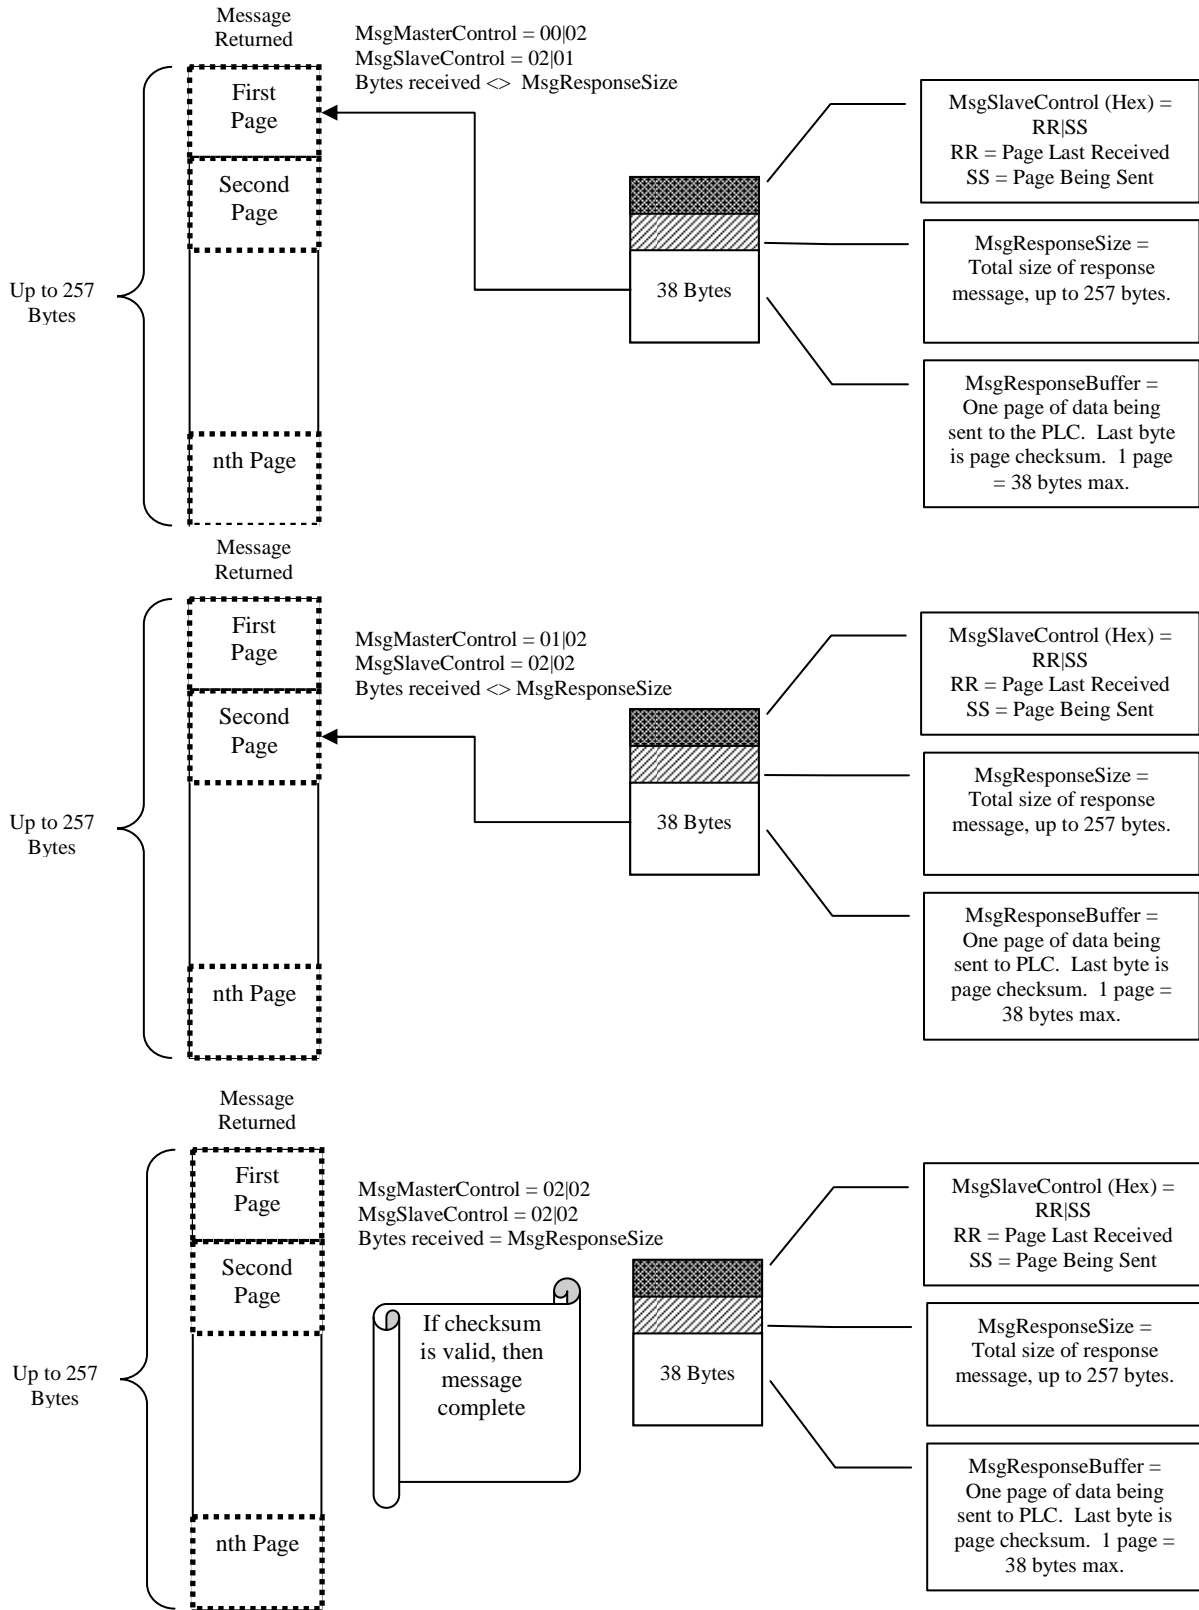 Message
Returned
MsgMasterControl = 00|02
MsgSlaveControl = 02|01
Bytes received <> MsgResponseSize
First
Page
Second
Page
nth Page
Up to 257
Bytes
38 Bytes
MsgSlaveControl (Hex) =
RR|SS
RR = Page Last Received
SS = Page Being Sent
MsgResponseSize =
Total size of response
message, up to 257 bytes.
MsgResponseBuffer =
One page of data being
sent to the PLC. Last byte
is page checksum. 1 page
= 38 bytes max.
Message
Returned
MsgMasterControl = 01|02
MsgSlaveControl = 02|02
Bytes received <> MsgResponseSize
First
Page
Second
Page
nth Page
Up to 257
Bytes
38 Bytes
MsgSlaveControl (Hex) =
RR|SS
RR = Page Last Received
SS = Page Being Sent
MsgResponseSize =
Total size of response
message, up to 257 bytes.
MsgResponseBuffer =
One page of data being
sent to PLC. Last byte is
page checksum. 1 page =
38 bytes max.
Message
Returned
MsgMasterControl = 02|02
MsgSlaveControl = 02|02
Bytes received = MsgResponseSize
First
Page
Second
Page
nth Page
Up to 257
Bytes
If checksum
is valid, then
message
complete
38 Bytes
MsgSlaveControl (Hex) =
RR|SS
RR = Page Last Received
SS = Page Being Sent
MsgResponseSize =
Total size of response
message, up to 257 bytes.
MsgResponseBuffer =
One page of data being
sent to PLC. Last byte is
page checksum. 1 page =
38 bytes max.